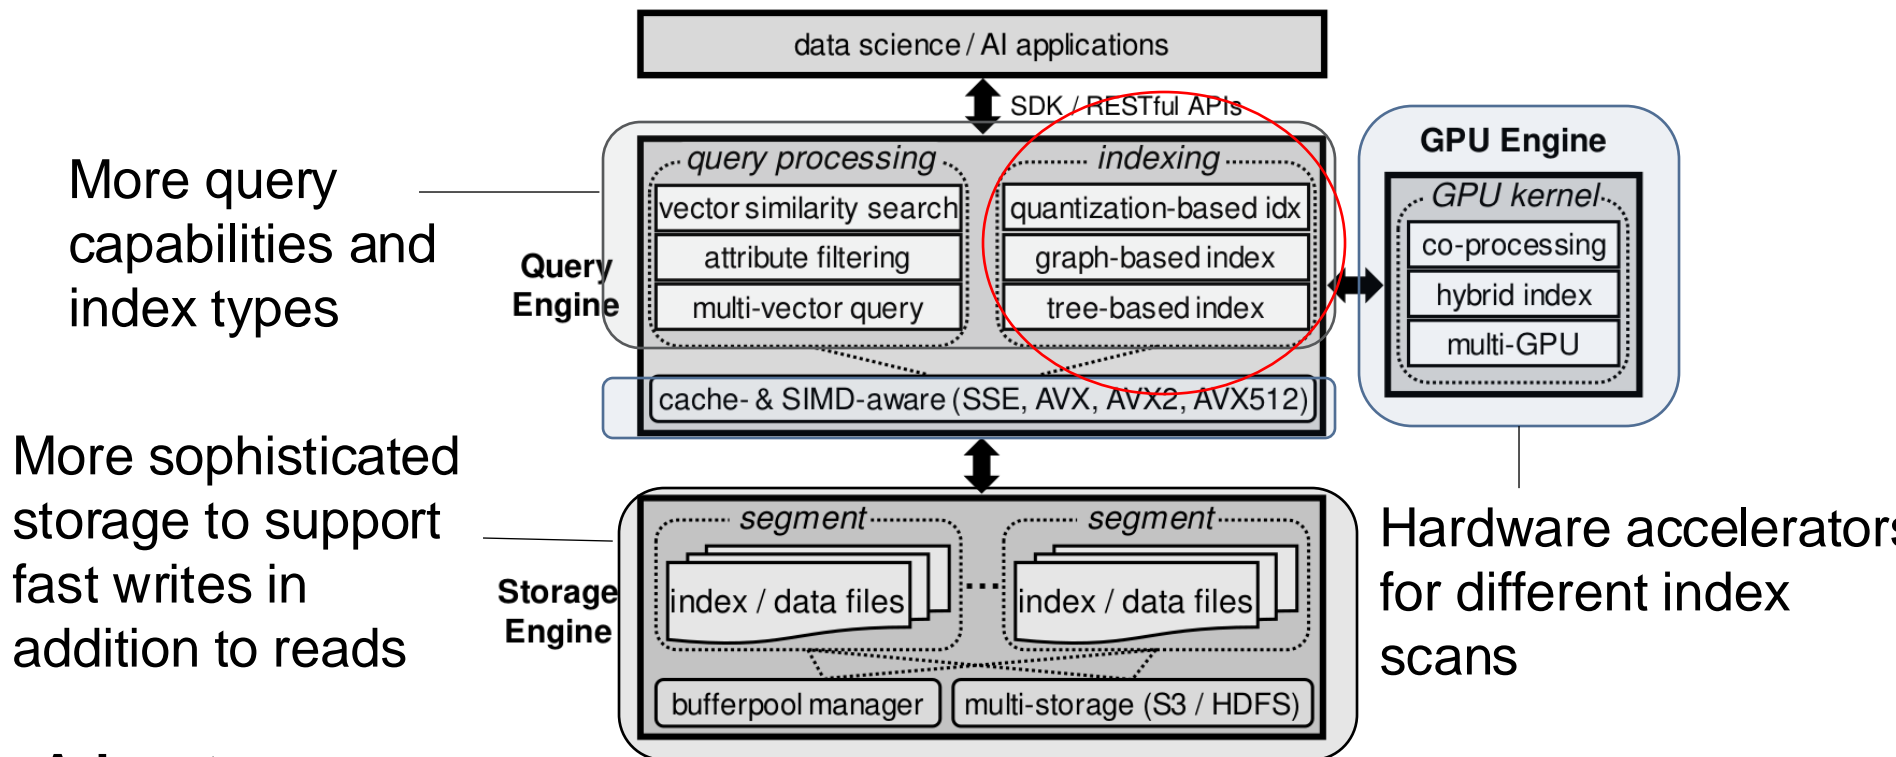 data science / AI applications
SDK / RESTful APIs
More query
capabilities and
index types
Query
Engine
query processing
vector similarity search
attribute filtering
multi-vector query
indexing
quantization-based idx
graph-based index
tree-based index
cache- & SIMD-aware (SSE, AVX, AVX2, AVX512)
GPU Engine
GPU kernel
co-processing
hybrid index
multi-GPU
More sophisticated
storage to support
fast writes in
addition to reads
Storage
Engine
segment
index / data files
...
segment
index / data files
bufferpool manager
multi-storage (S3 / HDFS)
Hardware accelerators
for different index
scans